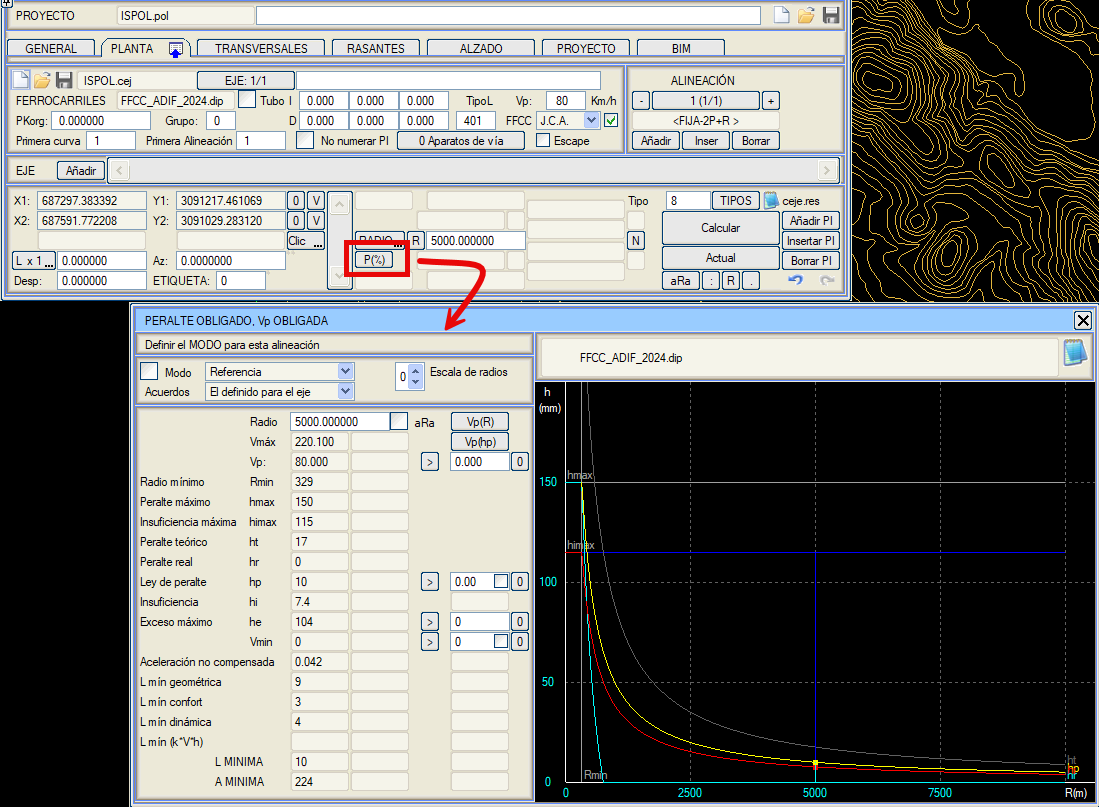 PROYECTO ISPOL.pol
GENERAL PLANTA TRANSVERSALES RASANTES ALZADO PROYECTO BIM
ISPOL.cej EJE: 1/1
FERROCARRILES FFCC_ADIF_2024.dip Tubo I 0.000 0.000 0.000 TipoL Vp: 80 Km/h
PKorg: 0.000000 Grupo: 0 D 0.000 0.000 0.000 401 FFCC J.C.A.
Primera curva 1 Primera Alineación 1 No numerar PI 0 Aparatos de vía Escape
ALINEACIÓN
- 1 (1/1) +
<FIJA-2P+R >
Añadir Inser Borrar
EJE Añadir < >
X1: 687297.383392 Y1: 3091217.461069 0 V
X2: 687591.772208 Y2: 3091029.283120 0 V
Clic ...
L x 1 ... 0.000000 Az: 0.0000000
Desp: 0.000000 ETIQUETA: 0
RADIO... R 5000.000000 N
P(%)
Tipo 8 TIPOS ceje.res
Calcular Añadir PI
Insertar PI
Actual Borrar PI
aRa : R .
PERALTE OBLIGADO, Vp OBLIGADA
Definir el MODO para esta alineación
Modo Referencia 0 Escala de radios
Acuerdos El definido para el eje
Radio 5000.000000 aRa Vp(R)
Vmáx 220.100 Vp(hp)
Vp: 80.000 > 0.000 0
Radio mínimo Rmin 329
Peralte máximo hmax 150
Insuficiencia máxima himax 115
Peralte teórico ht 17
Peralte real hr 0
Ley de peralte hp 10 > 0.00 0
Insuficiencia hi 7.4
Exceso máximo he 104 > 0 0
Vmin 0 > 0 0
Aceleración no compensada 0.042
L mín geométrica 9
L mín confort 3
L mín dinámica 4
L mín (k*V*h)
L MINIMA 10
A MINIMA 224
FFCC_ADIF_2024.dip
h
(mm)
hmax
150
himax
100
50
ht
hp
hr
Rmin
0
0 2500 5000 7500 R(m)